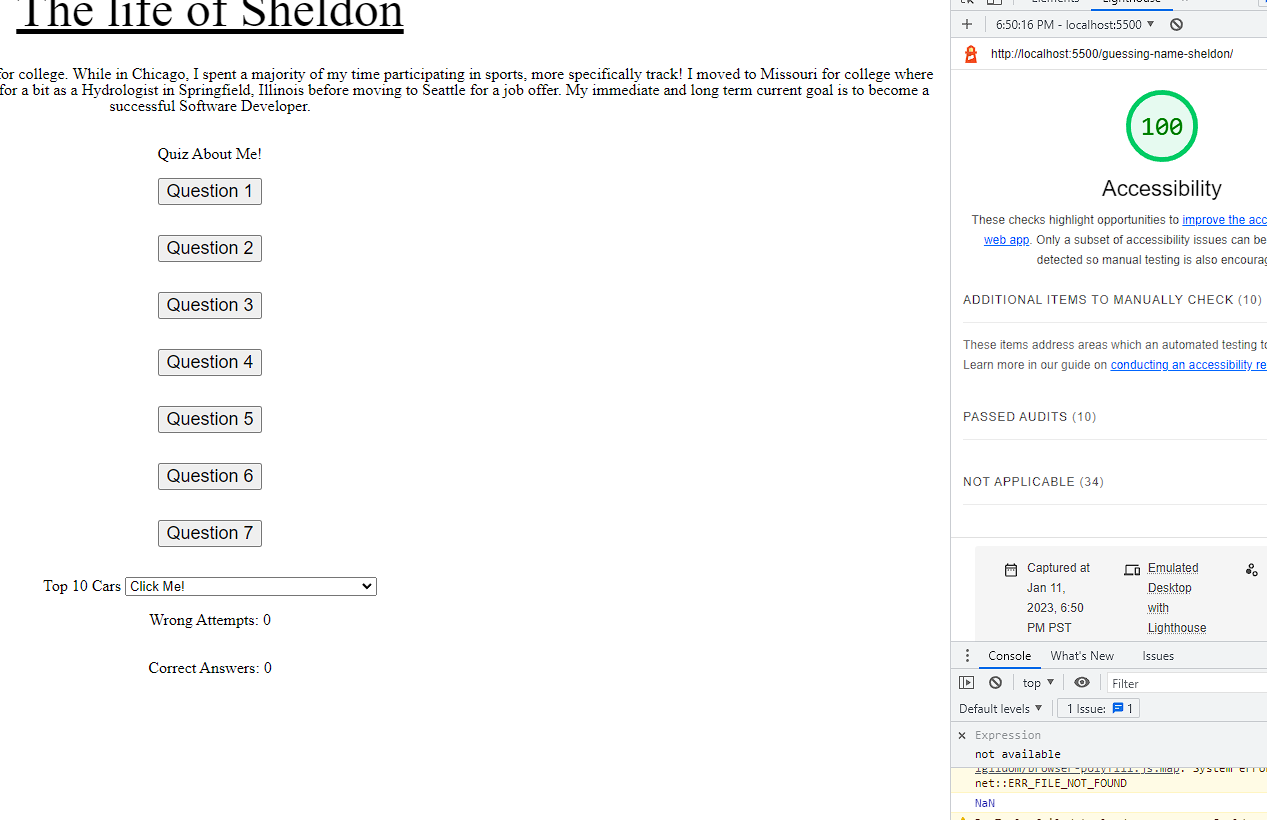 The life of Sheldon
for college. While in Chicago, I spent a majority of my time participating in sports, more specifically track! I moved to Missouri for college where
for a bit as a Hydrologist in Springfield, Illinois before moving to Seattle for a job offer. My immediate and long term current goal is to become a
successful Software Developer.
Quiz About Me!
Question 1
Question 2
Question 3
Question 4
Question 5
Question 6
Question 7
Top 10 Cars Click Me!
Wrong Attempts: 0
Correct Answers: 0
Elements Lighthouse
6:50:16 PM - localhost:5500
http://localhost:5500/guessing-name-sheldon/
100
Accessibility
These checks highlight opportunities to improve the acc
web app. Only a subset of accessibility issues can be
detected so manual testing is also encourag
ADDITIONAL ITEMS TO MANUALLY CHECK (10)
These items address areas which an automated testing to
Learn more in our guide on conducting an accessibility re
PASSED AUDITS (10)
NOT APPLICABLE (34)
Captured at
Jan 11,
2023, 6:50
PM PST
Emulated
Desktop
with
Lighthouse
Console What's New Issues
top Filter
Default levels 1 Issue: 1
Expression
not available
net::ERR_FILE_NOT_FOUND
NaN